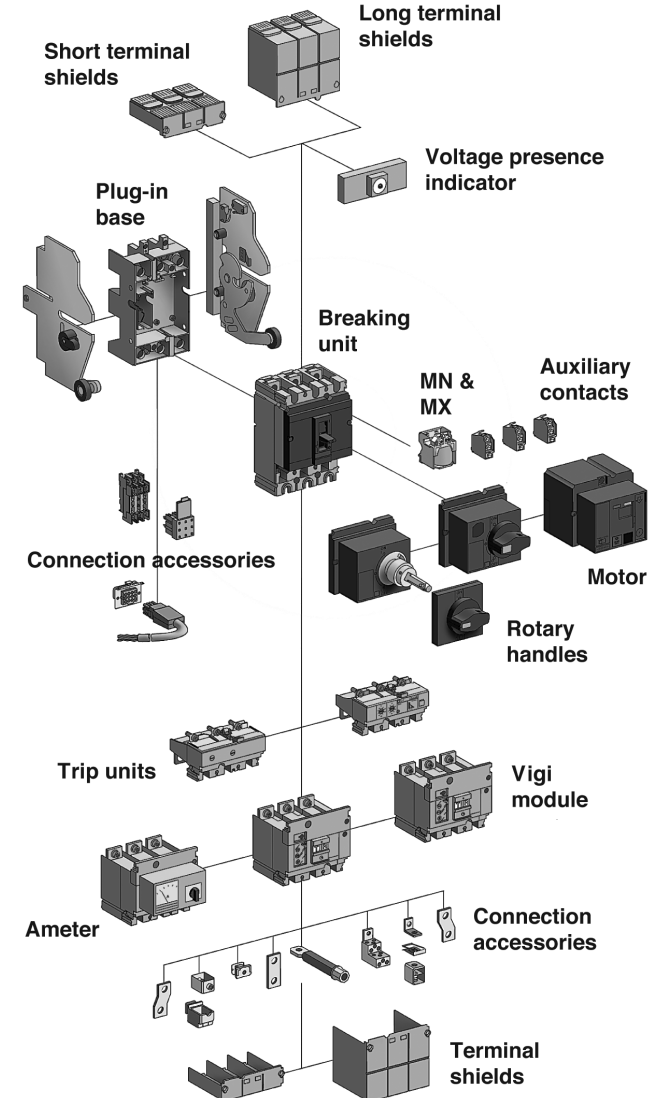 Long terminal
shields
Short terminal
shields
Voltage presence
indicator
Plug-in
base
Breaking
unit
Auxiliary
contacts
MN &
MX
Connection accessories
Motor
Rotary
handles
Trip units
Vigi
module
Ameter
Connection
accessories
Terminal
shields